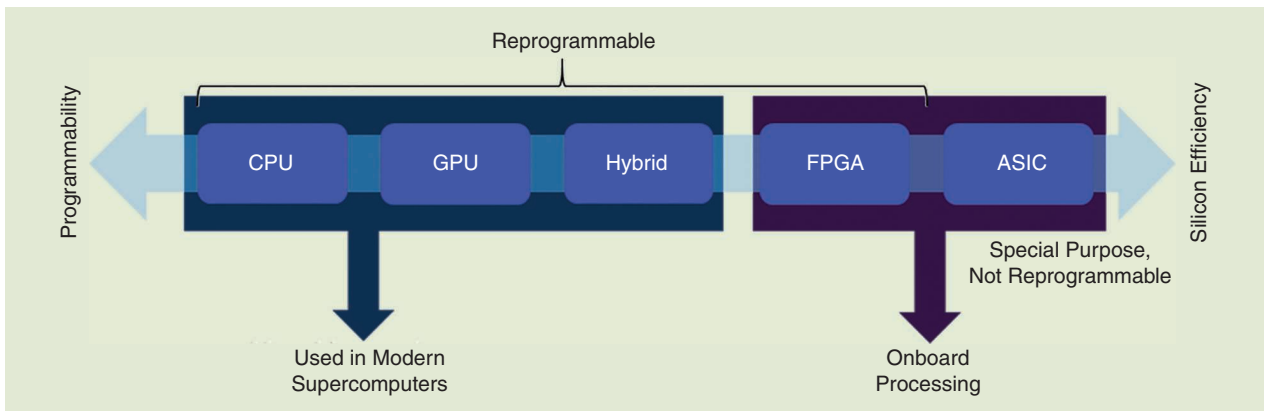 Reprogrammable
Programmability
CPU
GPU
Hybrid
FPGA
ASIC
Silicon Efficiency
Special Purpose,
Not Reprogrammable
Used in Modern
Supercomputers
Onboard
Processing